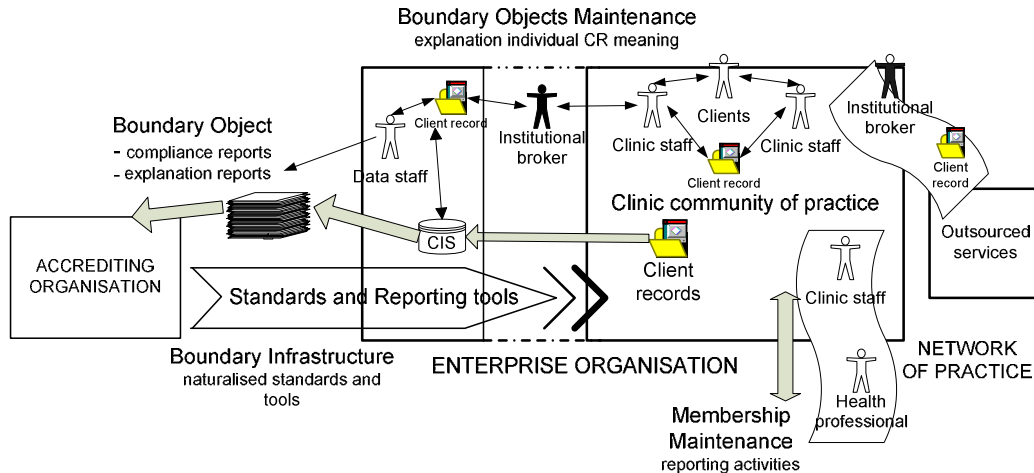 Boundary Objects Maintenance
explanation individual CR meaning
Boundary Object
- compliance reports
- explanation reports
Client record
Data staff
CIS
Institutional
broker
Clients
Clinic staff
Clinic staff
Client record
Clinic community of practice
Client
records
Institutional
broker
Client
record
Outsourced
services
ACCREDITING
ORGANISATION
Standards and Reporting tools
Boundary Infrastructure
naturalised standards and
tools
ENTERPRISE ORGANISATION
Clinic staff
Health
professional
NETWORK
OF PRACTICE
Membership
Maintenance
reporting activities